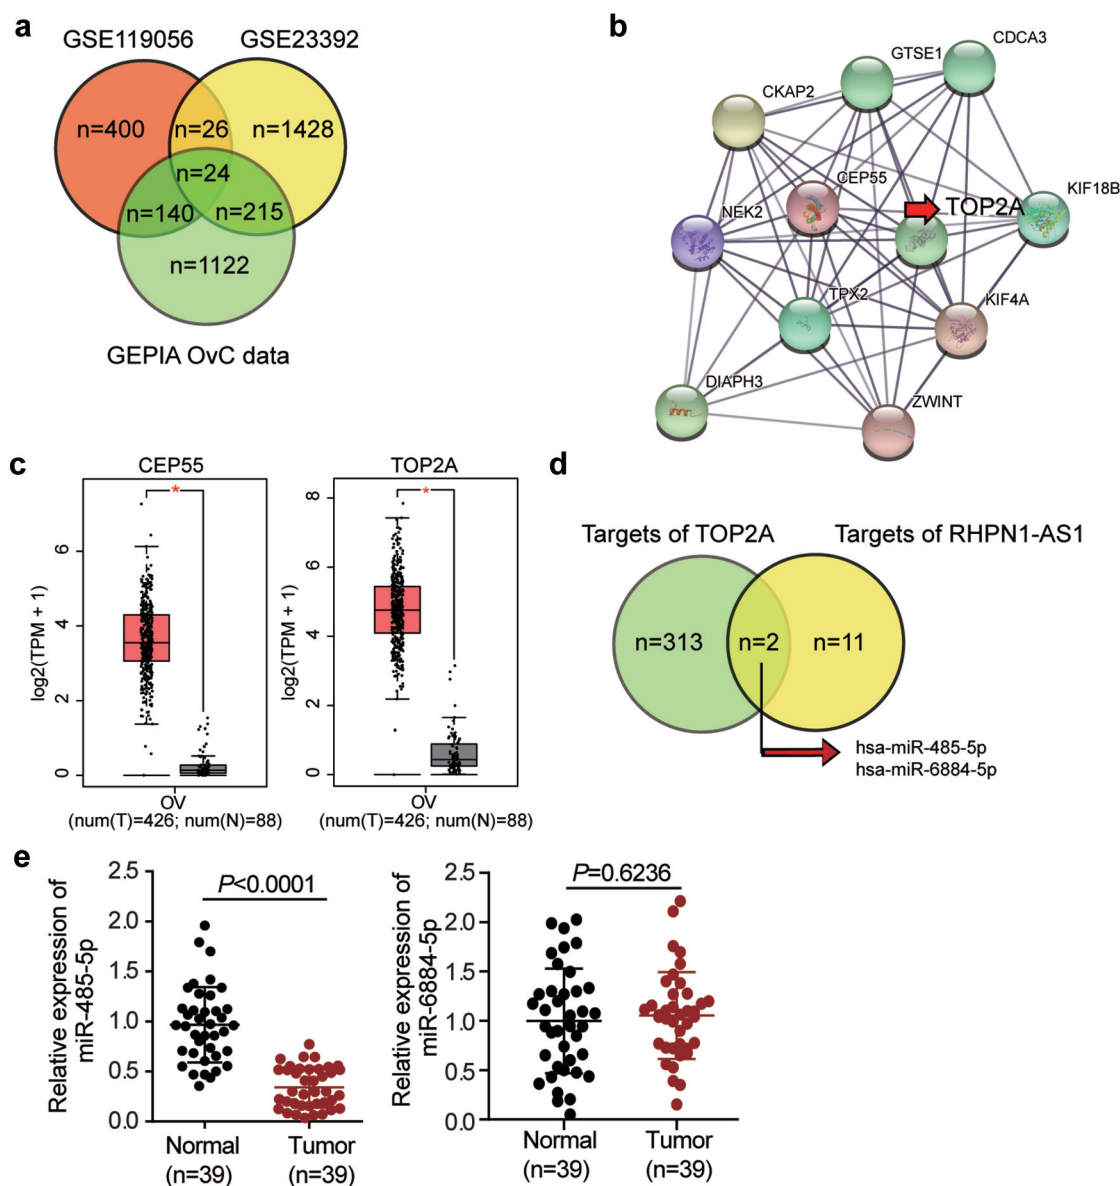 a
GSE119056
GSE23392
n=400
n=26
n=1428
n=24
n=140
n=215
n=1122
GEPIA OvC data
b
CDCA3
GTSE1
CKAP2
CEP55
KIF18B
TOP2A
NEK2
TPX2
KIF4A
DIAPH3
ZWINT
c
CEP55
*
log2(TPM + 1)
6
4
2
0
OV
(num(T)=426; num(N)=88)
TOP2A
*
log2(TPM + 1)
8
6
4
2
0
OV
(num(T)=426; num(N)=88)
d
Targets of TOP2A
Targets of RHPN1-AS1
n=313
n=2
n=11
hsa-miR-485-5p
hsa-miR-6884-5p
e
Relative expression of
miR-485-5p
2.5
2.0
1.5
1.0
0.5
0.0
P<0.0001
Normal
(n=39)
Tumor
(n=39)
Relative expression of
miR-6884-5p
2.5
2.0
1.5
1.0
0.5
0.0
P=0.6236
Normal
(n=39)
Tumor
(n=39)